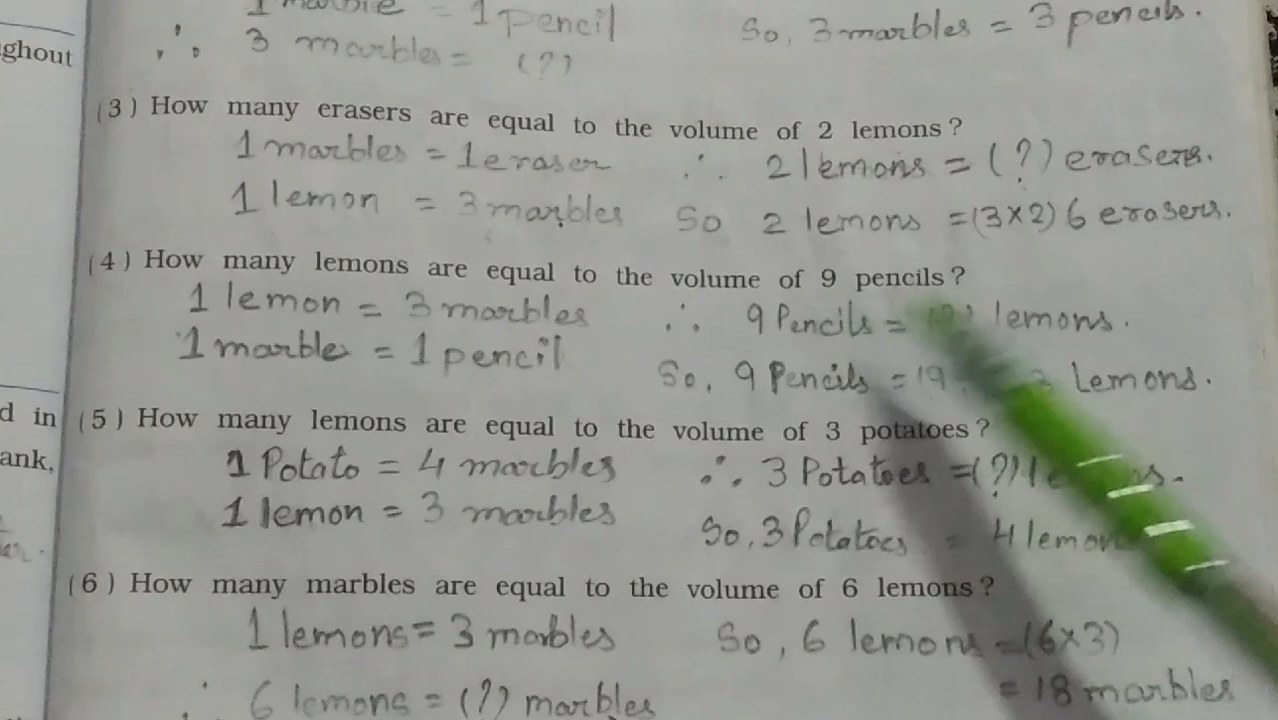 1 marble = 1 pencil So, 3 marbles = 3 pencils.
∴ 3 marbles = (?)
ghout
(3) How many erasers are equal to the volume of 2 lemons?
1 marbles = 1 eraser ∴ 2 lemons = (?) erasers.
1 lemon = 3 marbles So 2 lemons = (3×2) 6 erasers.
(4) How many lemons are equal to the volume of 9 pencils?
1 lemon = 3 marbles ∴ 9 Pencils = lemons.
1 marble = 1 pencil So, 9 Pencils = Lemons.
d in
(5) How many lemons are equal to the volume of 3 potatoes?
ank,
1 Potato = 4 marbles ∴ 3 Potatoes = (?)
1 lemon = 3 marbles So, 3 Potatoes = 4
(6) How many marbles are equal to the volume of 6 lemons?
1 lemons = 3 marbles So, 6 lemons = (6×3)
= 18 marbles
∴ 6 lemons = (?) marbles